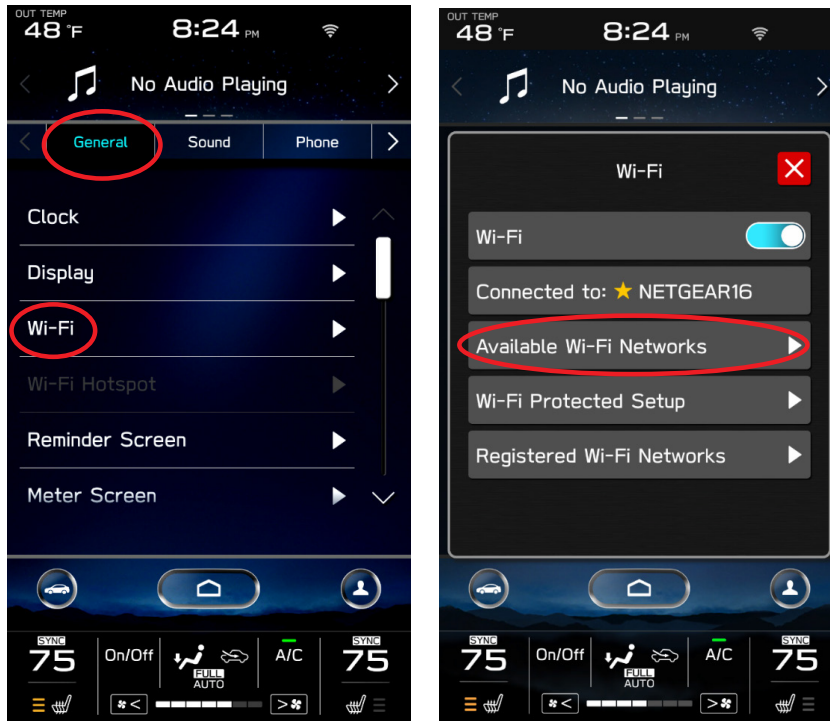 OUT TEMP
48 °F 8:24 PM
No Audio Playing
General Sound Phone
Clock
Display
Wi-Fi
Wi-Fi Hotspot
Reminder Screen
Meter Screen
SYNC SYNC
75 On/Off A/C 75
FULL
AUTO
OUT TEMP
48 °F 8:24 PM
No Audio Playing
Wi-Fi
Wi-Fi
Connected to: ★ NETGEAR16
Available Wi-Fi Networks
Wi-Fi Protected Setup
Registered Wi-Fi Networks
SYNC SYNC
75 On/Off A/C 75
FULL
AUTO